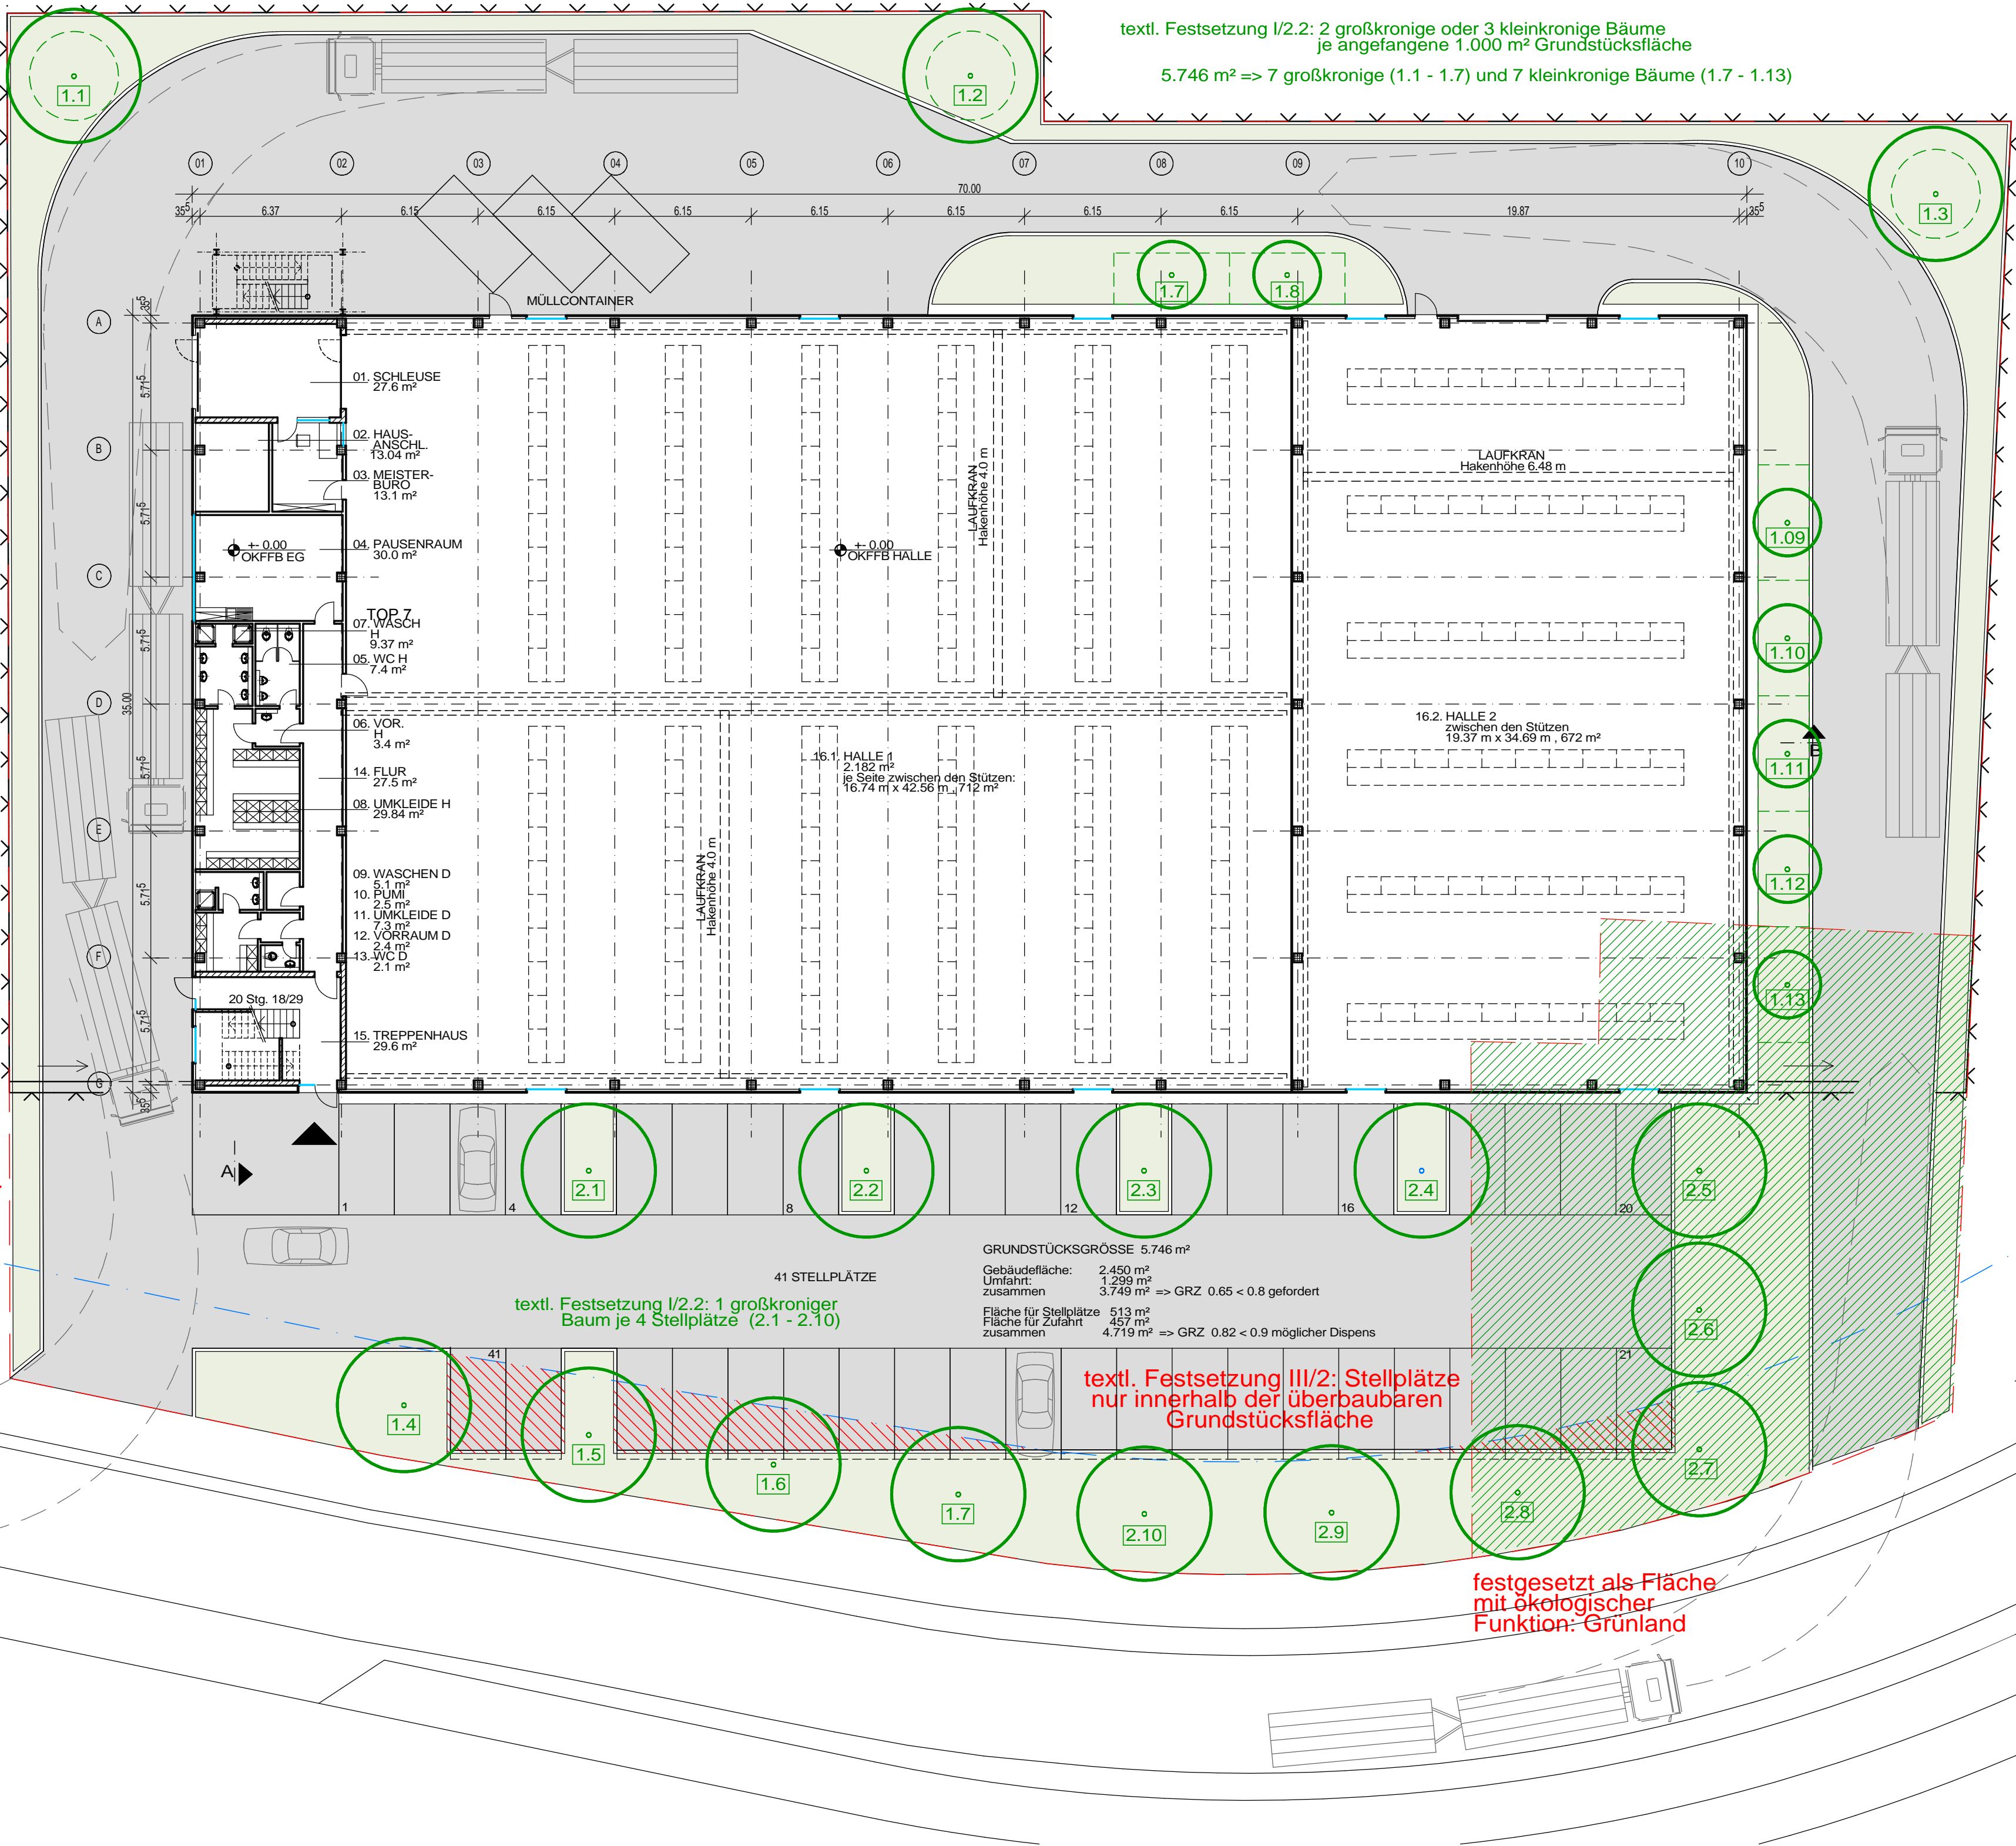 textl. Festsetzung I/2.2: 2 großkronige oder 3 kleinkronige Bäume
je angefangene 1.000 m² Grundstücksfläche
5.746 m² => 7 großkronige (1.1 - 1.7) und 7 kleinkronige Bäume (1.7 - 1.13)
1.1
1.2
1.3
01
02
03
04
05
06
07
08
09
10
70.00
35⁵
6.37
6.15
6.15
6.15
6.15
6.15
6.15
6.15
19.87
35⁵
1.7
1.8
MÜLLCONTAINER
A
B
C
D
E
F
G
35⁵
5.71⁵
5.71⁵
5.71⁵
5.71⁵
5.71⁵
5.71⁵
35⁵
35.00
01. SCHLEUSE
27.6 m²
02. HAUS-
ANSCHL.
13.04 m²
03. MEISTER-
BÜRO
13.1 m²
04. PAUSENRAUM
30.0 m²
+- 0.00
OKFFB EG
+- 0.00
OKFFB HALLE
LAUFKRAN
Hakenhöhe 4.0 m
LAUFKRAN
Hakenhöhe 6.48 m
TOP 7
07. WASCH
H
9.37 m²
05. WC H
7.4 m²
06. VOR.
H
3.4 m²
14. FLUR
27.5 m²
08. UMKLEIDE H
29.84 m²
09. WASCHEN D
5.1 m²
10. PUMI
2.5 m²
11. UMKLEIDE D
7.3 m²
12. VORRAUM D
2.4 m²
13. WC D
2.1 m²
20 Stg. 18/29
15. TREPPENHAUS
29.6 m²
16.1. HALLE 1
2.182 m²
je Seite zwischen den Stützen:
16.74 m x 42.56 m , 712 m²
LAUFKRAN
Hakenhöhe 4.0 m
16.2. HALLE 2
zwischen den Stützen
19.37 m x 34.69 m , 672 m²
1.09
1.10
1.11
B
1.12
1.13
A
1
4
8
12
16
20
2.1
2.2
2.3
2.4
2.5
2.6
2.7
41 STELLPLÄTZE
textl. Festsetzung I/2.2: 1 großkroniger
Baum je 4 Stellplätze (2.1 - 2.10)
GRUNDSTÜCKSGRÖSSE 5.746 m²
Gebäudefläche: 2.450 m²
Umfahrt: 1.299 m²
zusammen 3.749 m² => GRZ 0.65 < 0.8 gefordert
Fläche für Stellplätze 513 m²
Fläche für Zufahrt 457 m²
zusammen 4.719 m² => GRZ 0.82 < 0.9 möglicher Dispens
41
21
textl. Festsetzung III/2: Stellplätze
nur innerhalb der überbaubaren
Grundstücksfläche
1.4
1.5
1.6
1.7
2.10
2.9
2.8
festgesetzt als Fläche
mit ökologischer
Funktion: Grünland